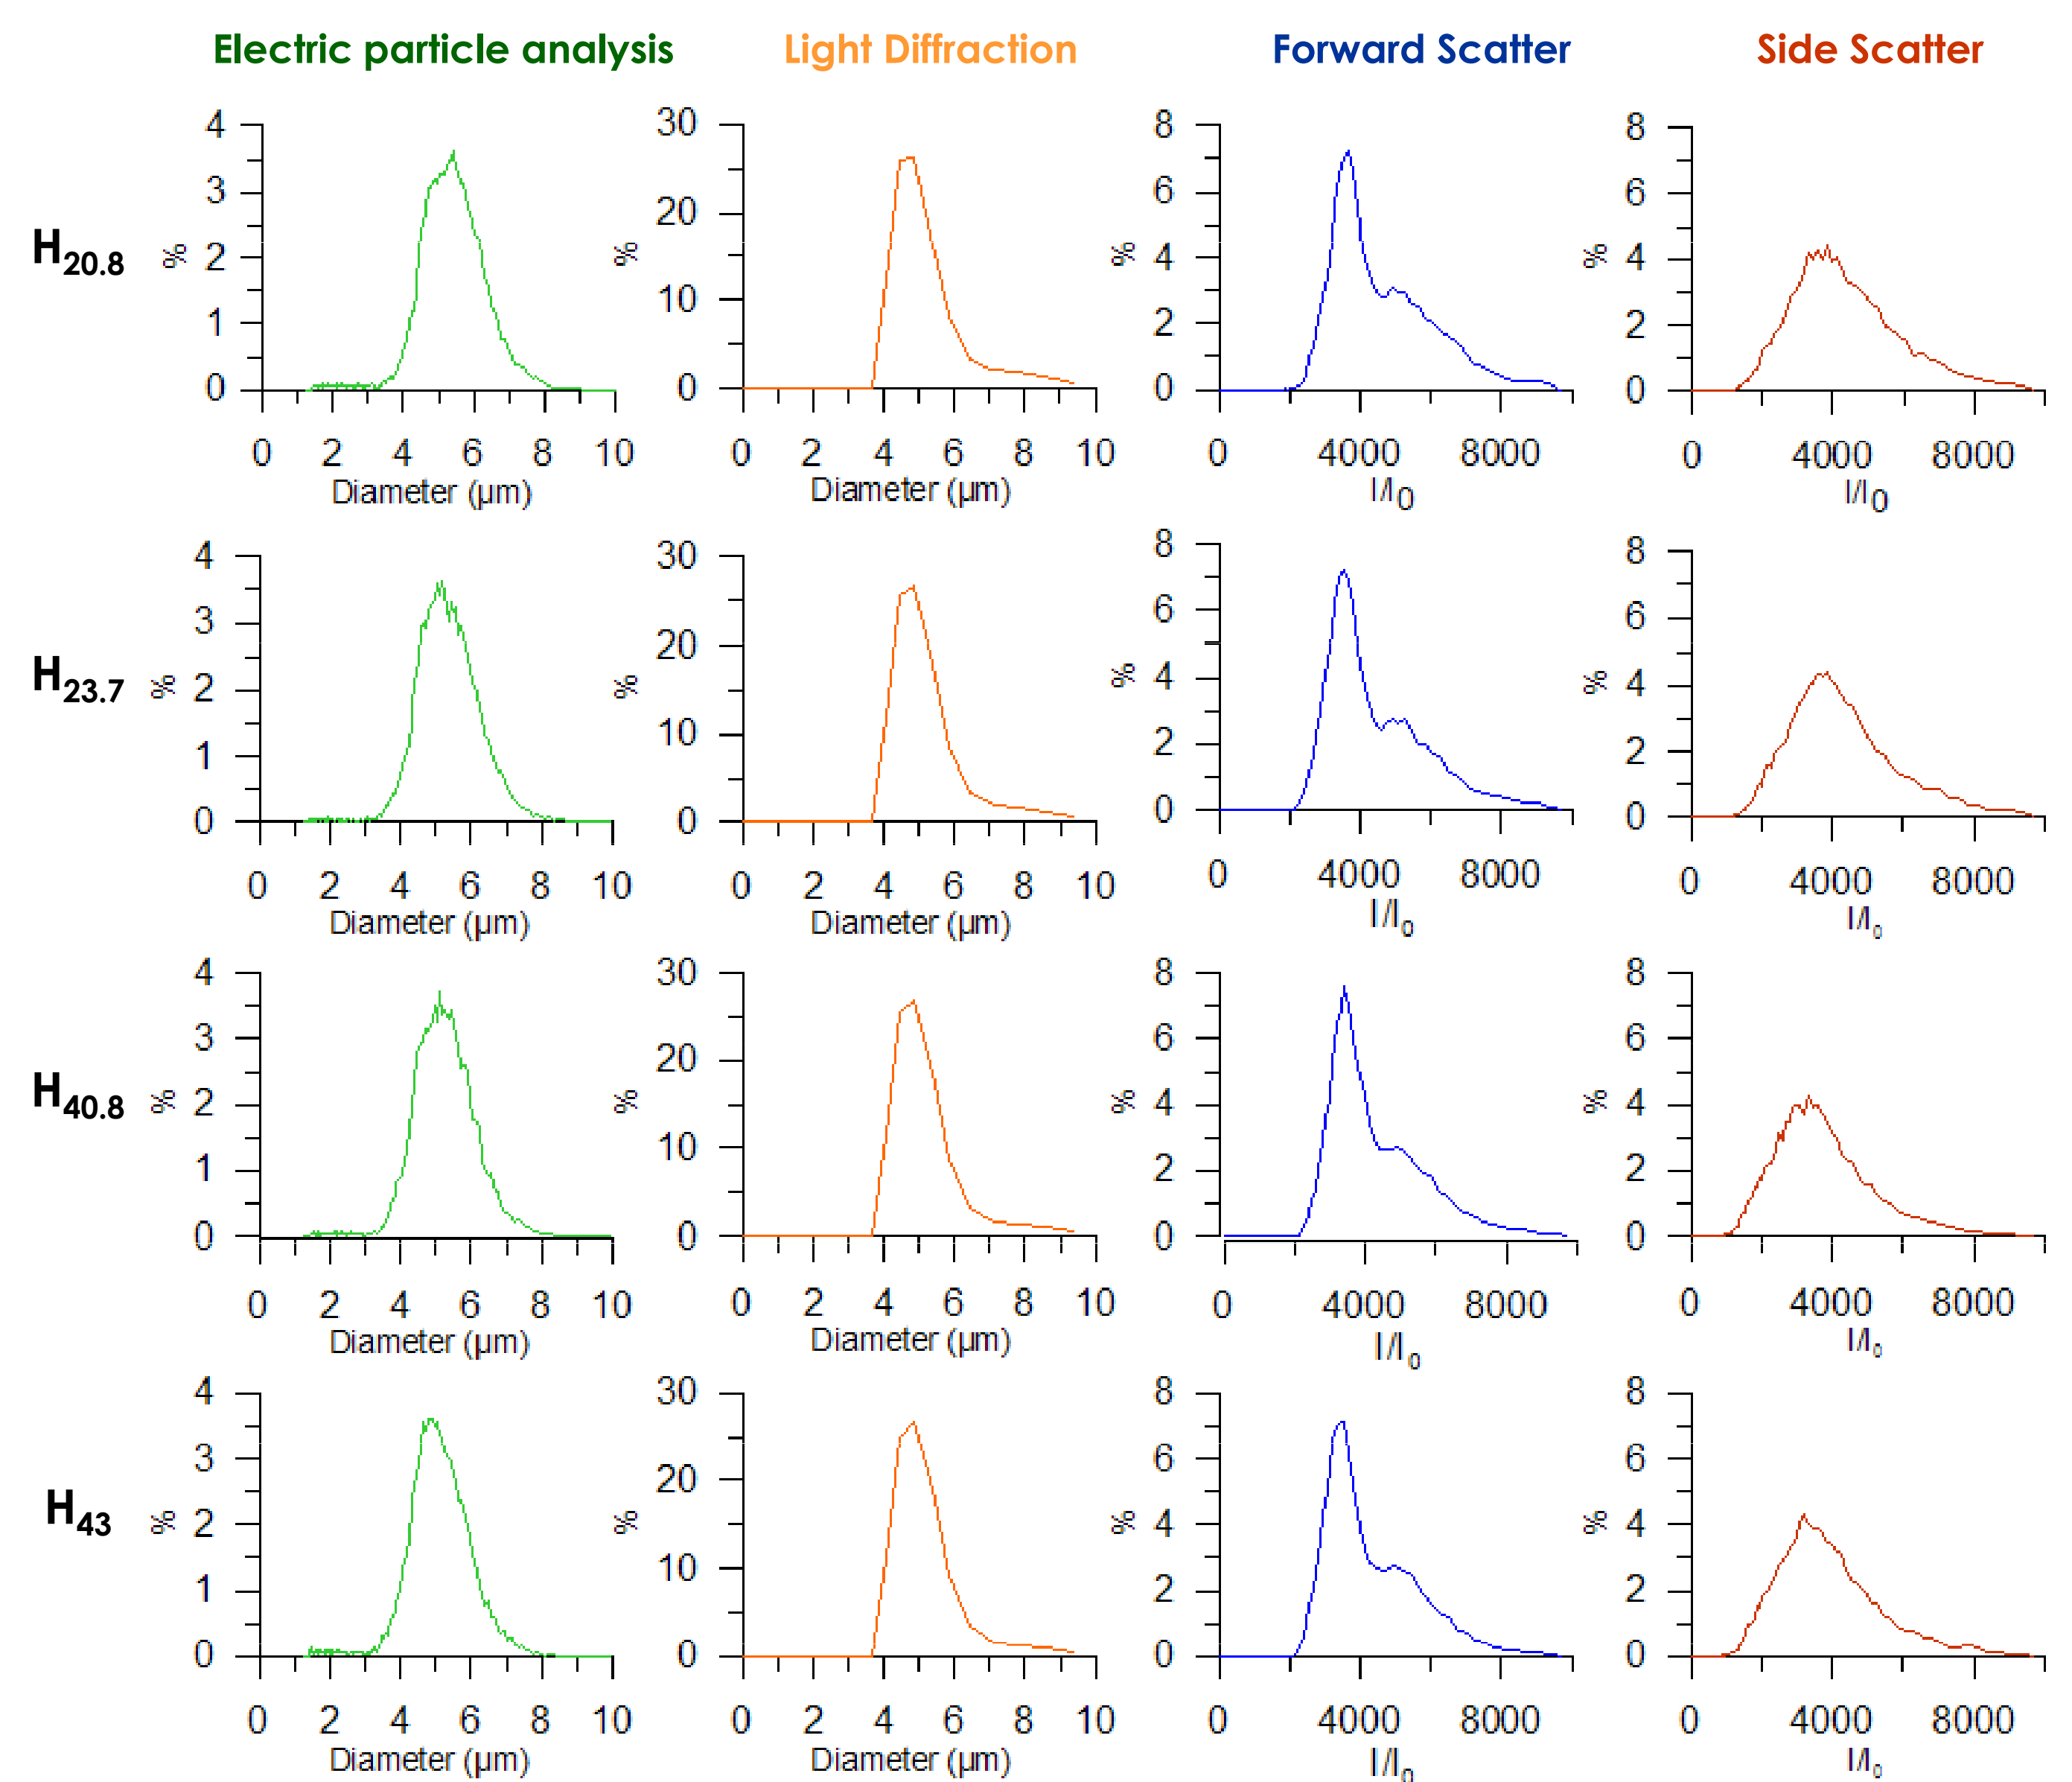 Electric particle analysis Light Diffraction Forward Scatter Side Scatter
H20.8
4
3
% 2
1
0
0 2 4 6 8 10
Diameter (µm)
30
20
%
10
0
0 2 4 6 8 10
Diameter (µm)
8
6
% 4
2
0
0 4000 8000
I/I0
8
6
% 4
2
0
0 4000 8000
I/I0
H23.7
4
3
% 2
1
0
0 2 4 6 8 10
Diameter (µm)
30
20
%
10
0
0 2 4 6 8 10
Diameter (µm)
8
6
% 4
2
0
0 4000 8000
I/I0
8
6
% 4
2
0
0 4000 8000
I/I0
H40.8
4
3
% 2
1
0
0 2 4 6 8 10
Diameter (µm)
30
20
%
10
0
0 2 4 6 8 10
Diameter (µm)
8
6
% 4
2
0
0 4000 8000
I/I0
8
6
% 4
2
0
0 4000 8000
I/I0
H43
4
3
% 2
1
0
0 2 4 6 8 10
Diameter (µm)
30
20
%
10
0
0 2 4 6 8 10
Diameter (µm)
8
6
% 4
2
0
0 4000 8000
I/I0
8
6
% 4
2
0
0 4000 8000
I/I0